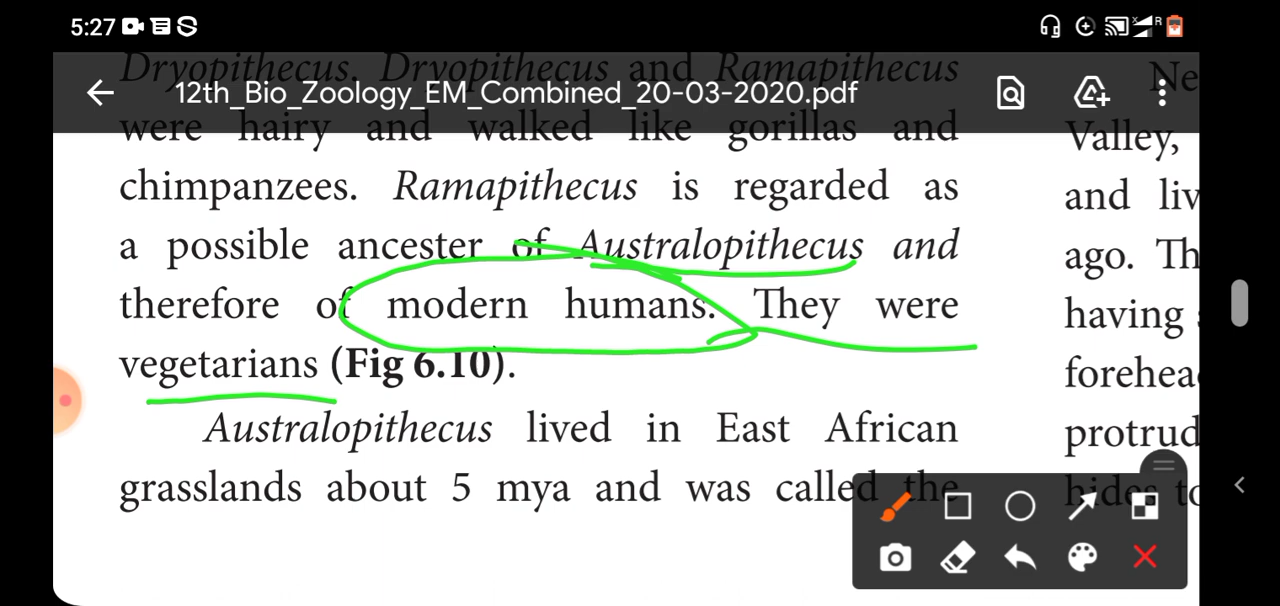 5:27
R
12th_Bio_Zoology_EM_Combined_20-03-2020.pdf
Dryopithecus. Dryopithecus and Ramapithecus
were hairy and walked like gorillas and
chimpanzees. Ramapithecus is regarded as
a possible ancester of Australopithecus and
therefore of modern humans. They were
vegetarians (Fig 6.10).
Australopithecus lived in East African
grasslands about 5 mya and was called the
Ne
Valley,
and liv
ago. Th
having
forehea
protrud
hides to